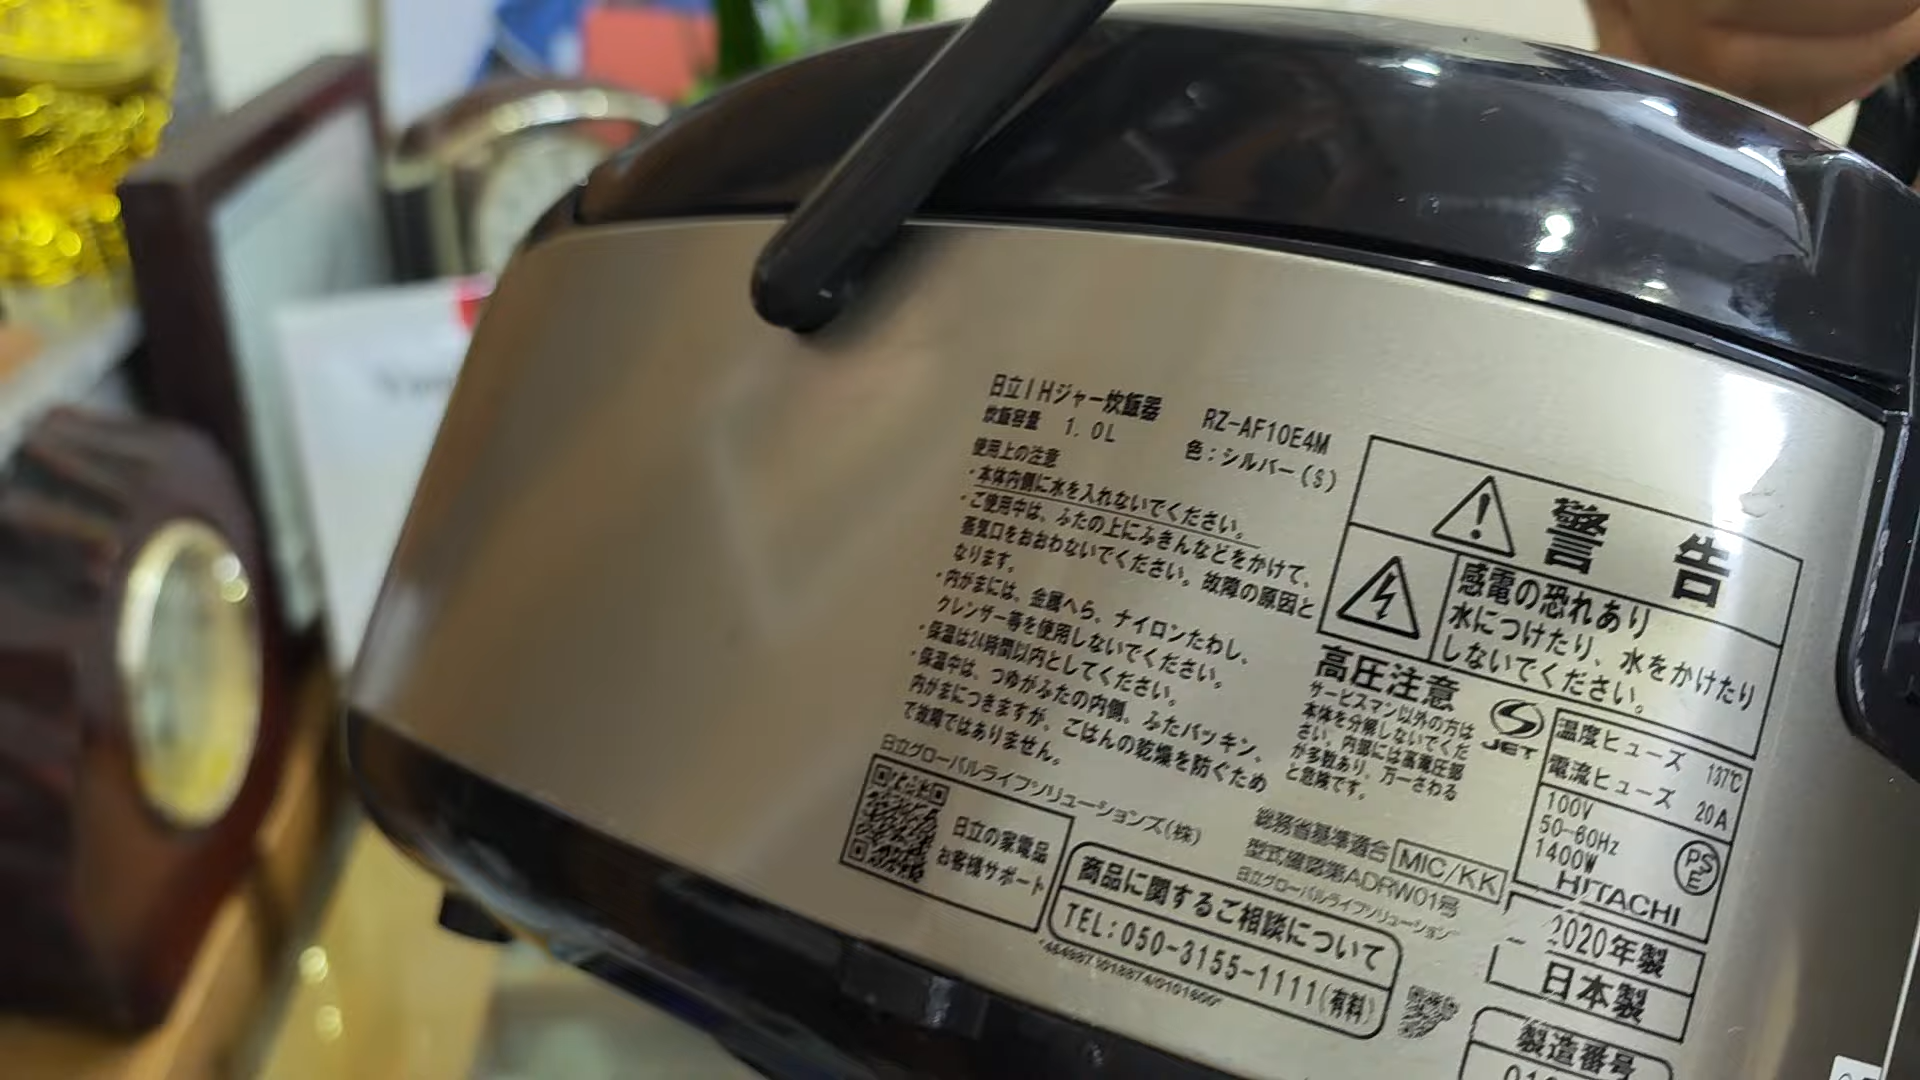 日立IHジャー炊飯器 RZ-AF10E4M
炊飯容量 1.0L 色：シルバー(S)
使用上の注意
・本体内側に水を入れないでください。
・ご使用中は、ふたの上にふきんなどをかけて、
蒸気口をおおわないでください。故障の原因と
なります。
・内がまには、金属へら、ナイロンたわし、
クレンザー等を使用しないでください。
・保温は24時間以内としてください。
・保温中は、つゆがふたの内側、ふたパッキン、
内がまにつきますが、ごはんの乾燥を防ぐため
で故障ではありません。
日立グローバルライフソリューションズ(株)
日立の家電品
お客様サポート
商品に関するご相談について
TEL:050-3155-1111(有料)
警告
感電の恐れあり
水につけたり、水をかけたり
しないでください。
高圧注意
サービスマン以外の方は
本体を分解しないでくだ
さい。内部には高電圧部
が多数あり、万一さわる
と危険です。
JET
温度ヒューズ 137℃
電流ヒューズ 20A
100V
50-60Hz
1400W
PSE
HITACHI
総務省基準適合 MIC/KK
型式確認第ADRW01号
日立グローバルライフソリューション
2020年製
日本製
製造番号